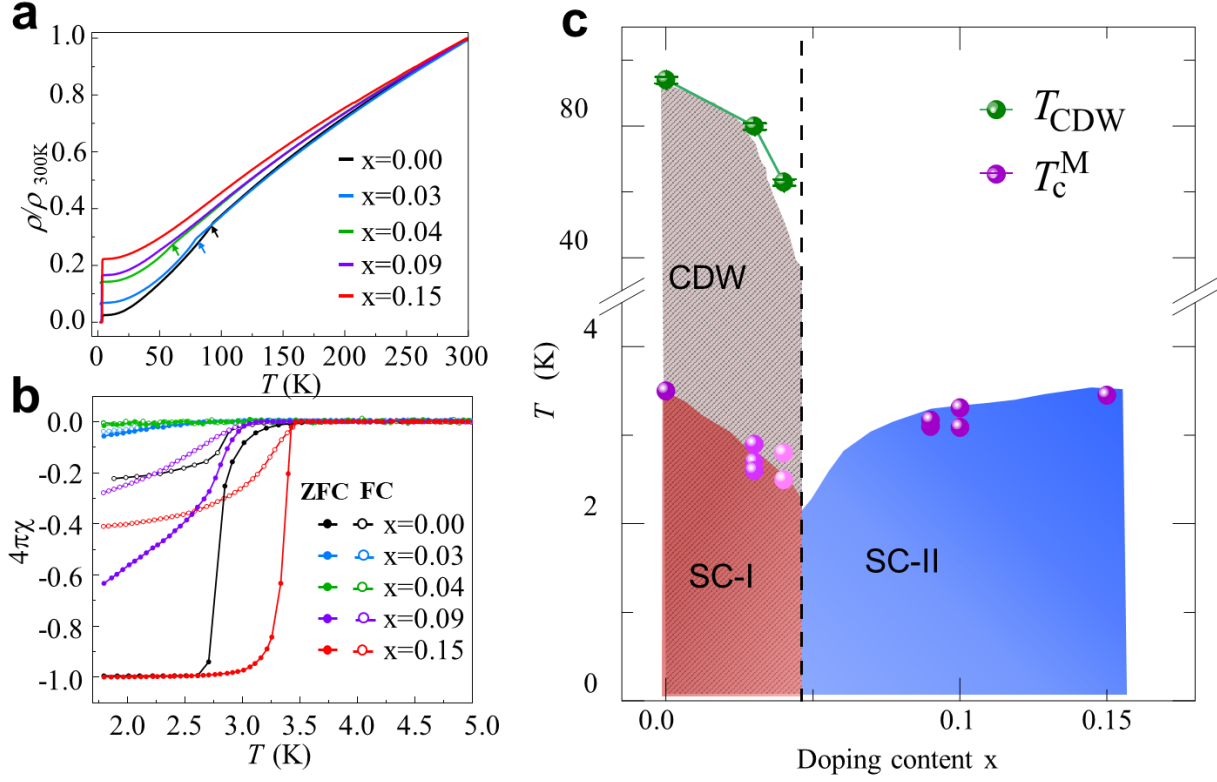 a
1.0
0.8
0.6
0.4
0.2
0.0
ρ/ρ 300K
x=0.00
x=0.03
x=0.04
x=0.09
x=0.15
0 50 100 150 200 250 300
T (K)
b
0.0
-0.2
-0.4
-0.6
-0.8
-1.0
4πχ
ZFC FC
x=0.00
x=0.03
x=0.04
x=0.09
x=0.15
2.0 2.5 3.0 3.5 4.0 4.5 5.0
T (K)
c
80
40
4
2
0
T (K)
T_CDW
T_c^M
CDW
SC-I
SC-II
0.0 0.1 0.15
Doping content x